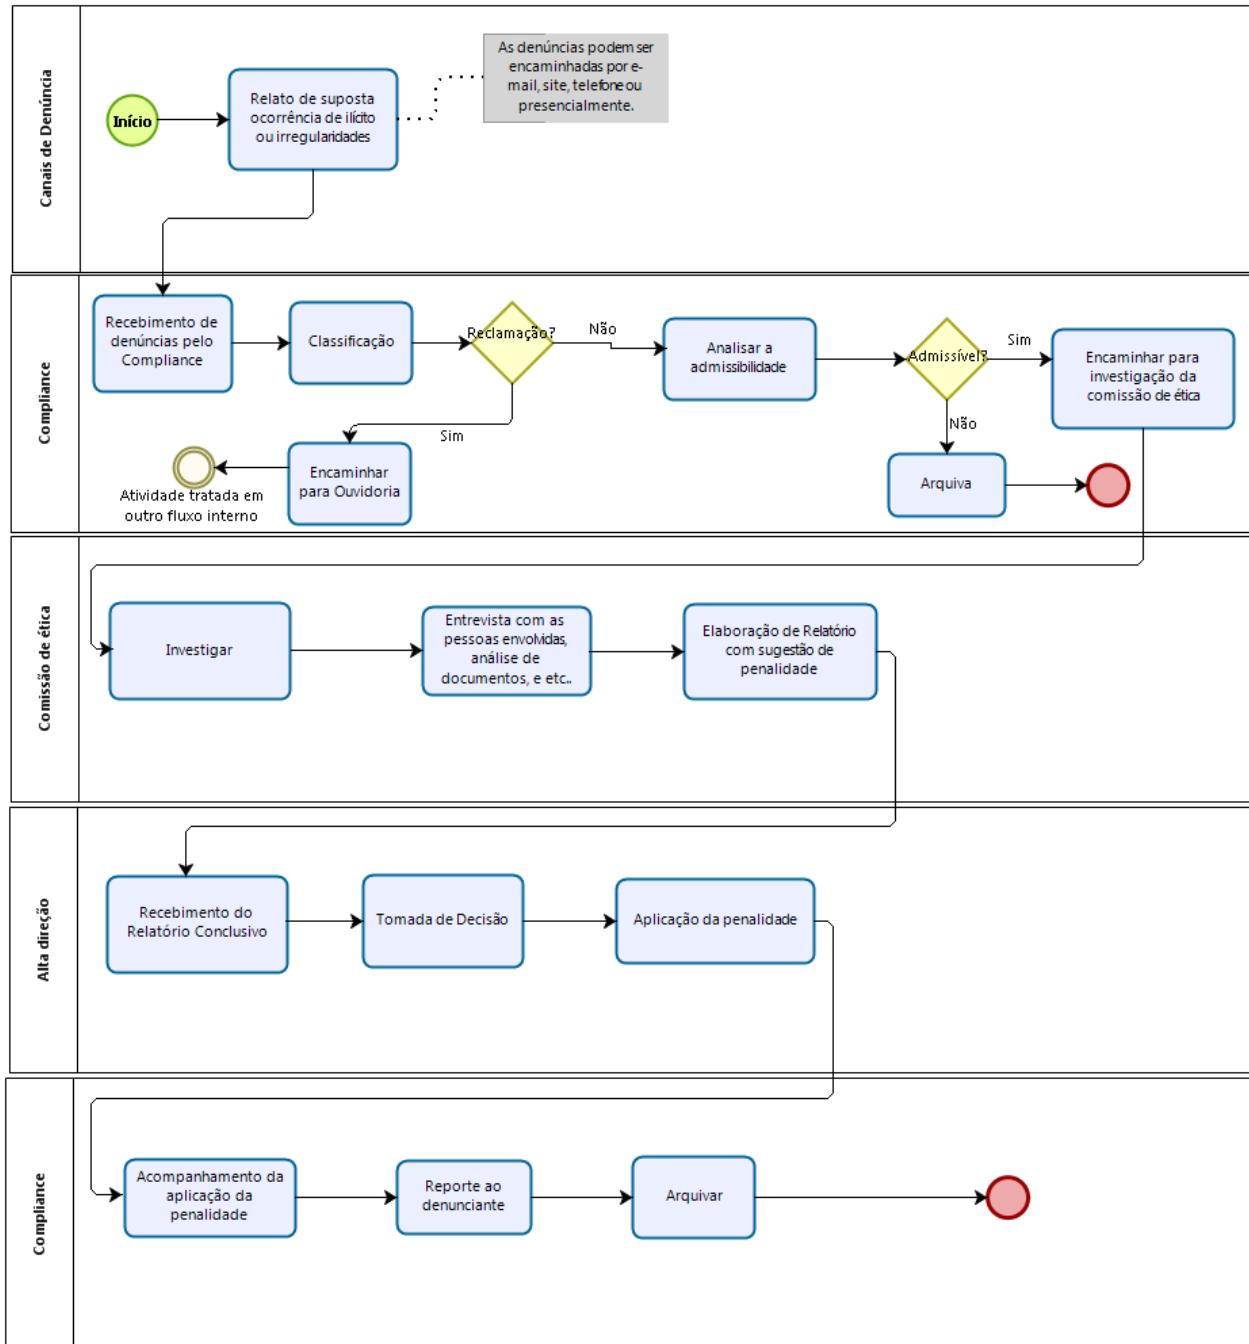 Canais de Denúncia
Início
Relato de suposta
ocorrência de ilícito
ou irregularidades
As denúncias podem ser
encaminhadas por e-
mail, site, telefone ou
presencialmente.
Compliance
Recebimento de
denúncias pelo
Compliance
Classificação
Reclamação?
Não
Analisar a
admissibilidade
Admissível?
Sim
Encaminhar para
investigação da
comissão de ética
Sim
Encaminhar
para Ouvidoria
Atividade tratada em
outro fluxo interno
Não
Arquiva
Comissão de ética
Investigar
Entrevista com as
pessoas envolvidas,
análise de
documentos, e etc..
Elaboração de Relatório
com sugestão de
penalidade
Alta direção
Recebimento do
Relatório Conclusivo
Tomada de Decisão
Aplicação da penalidade
Compliance
Acompanhamento da
aplicação da
penalidade
Reporte ao
denunciante
Arquivar